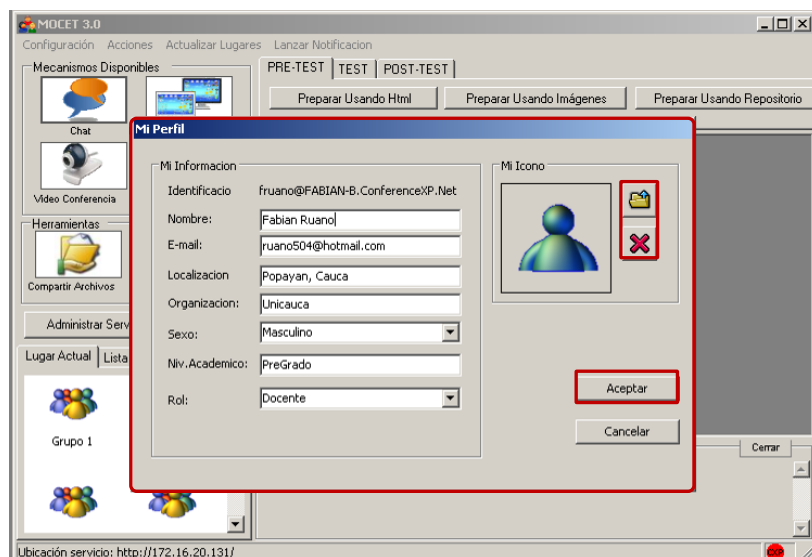 MOCET 3.0
Configuración Acciones Actualizar Lugares Lanzar Notificacion
Mecanismos Disponibles
PRE-TEST TEST POST-TEST
Preparar Usando Html Preparar Usando Imágenes Preparar Usando Repositorio
Chat
Video Conferencia
Herramientas
Compartir Archivos
Administrar Serv
Lugar Actual Lista
Grupo 1
Mi Perfil
Mi Informacion
Identificacio fruano@FABIAN-B.ConferenceXP.Net
Nombre: Fabian Ruano
E-mail: ruano504@hotmail.com
Localizacion Popayan, Cauca
Organizacion: Unicauca
Sexo: Masculino
Niv.Academico: PreGrado
Rol: Docente
Mi Icono
Aceptar
Cancelar
Cerrar
Ubicación servicio: http://172.16.20.131/
CXP